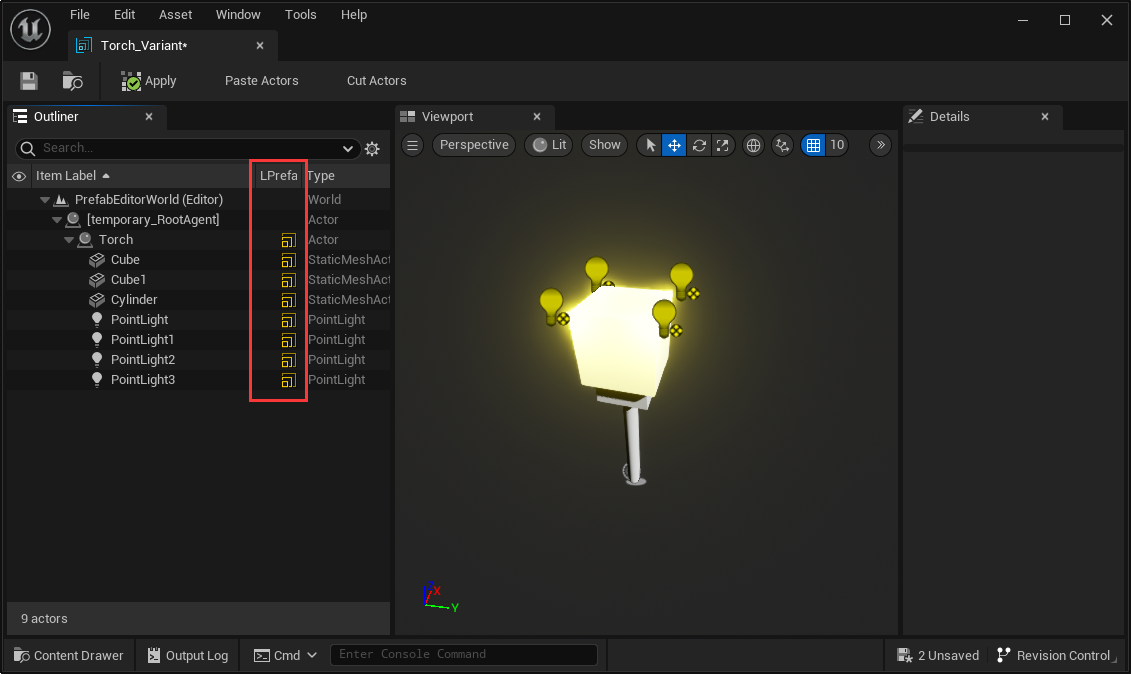 File Edit Asset Window Tools Help
Torch_Variant*
Apply Paste Actors Cut Actors
Outliner
Search...
Item Label LPrefa Type
PrefabEditorWorld (Editor) World
[temporary_RootAgent] Actor
Torch Actor
Cube StaticMeshAct
Cube1 StaticMeshAct
Cylinder StaticMeshAct
PointLight PointLight
PointLight1 PointLight
PointLight2 PointLight
PointLight3 PointLight
9 actors
Viewport
Perspective Lit Show 10
Z
X
Y
Details
Content Drawer Output Log Cmd Enter Console Command 2 Unsaved Revision Control